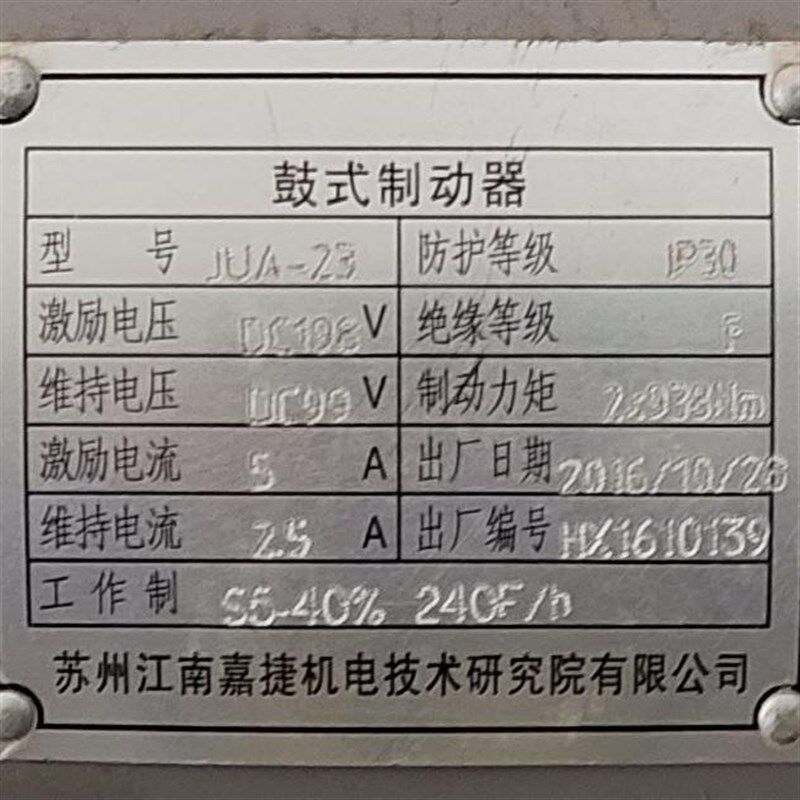 鼓式制动器
型 号 JUA-23 防护等级 IP30
激励电压 DC198 V 绝缘等级 F
维持电压 DC99 V 制动力矩 2x938Nm
激励电流 5 A 出厂日期 2016/10/26
维持电流 2.5 A 出厂编号 HX1610139
工 作 制 S5-40% 240F/h
苏州江南嘉捷机电技术研究院有限公司